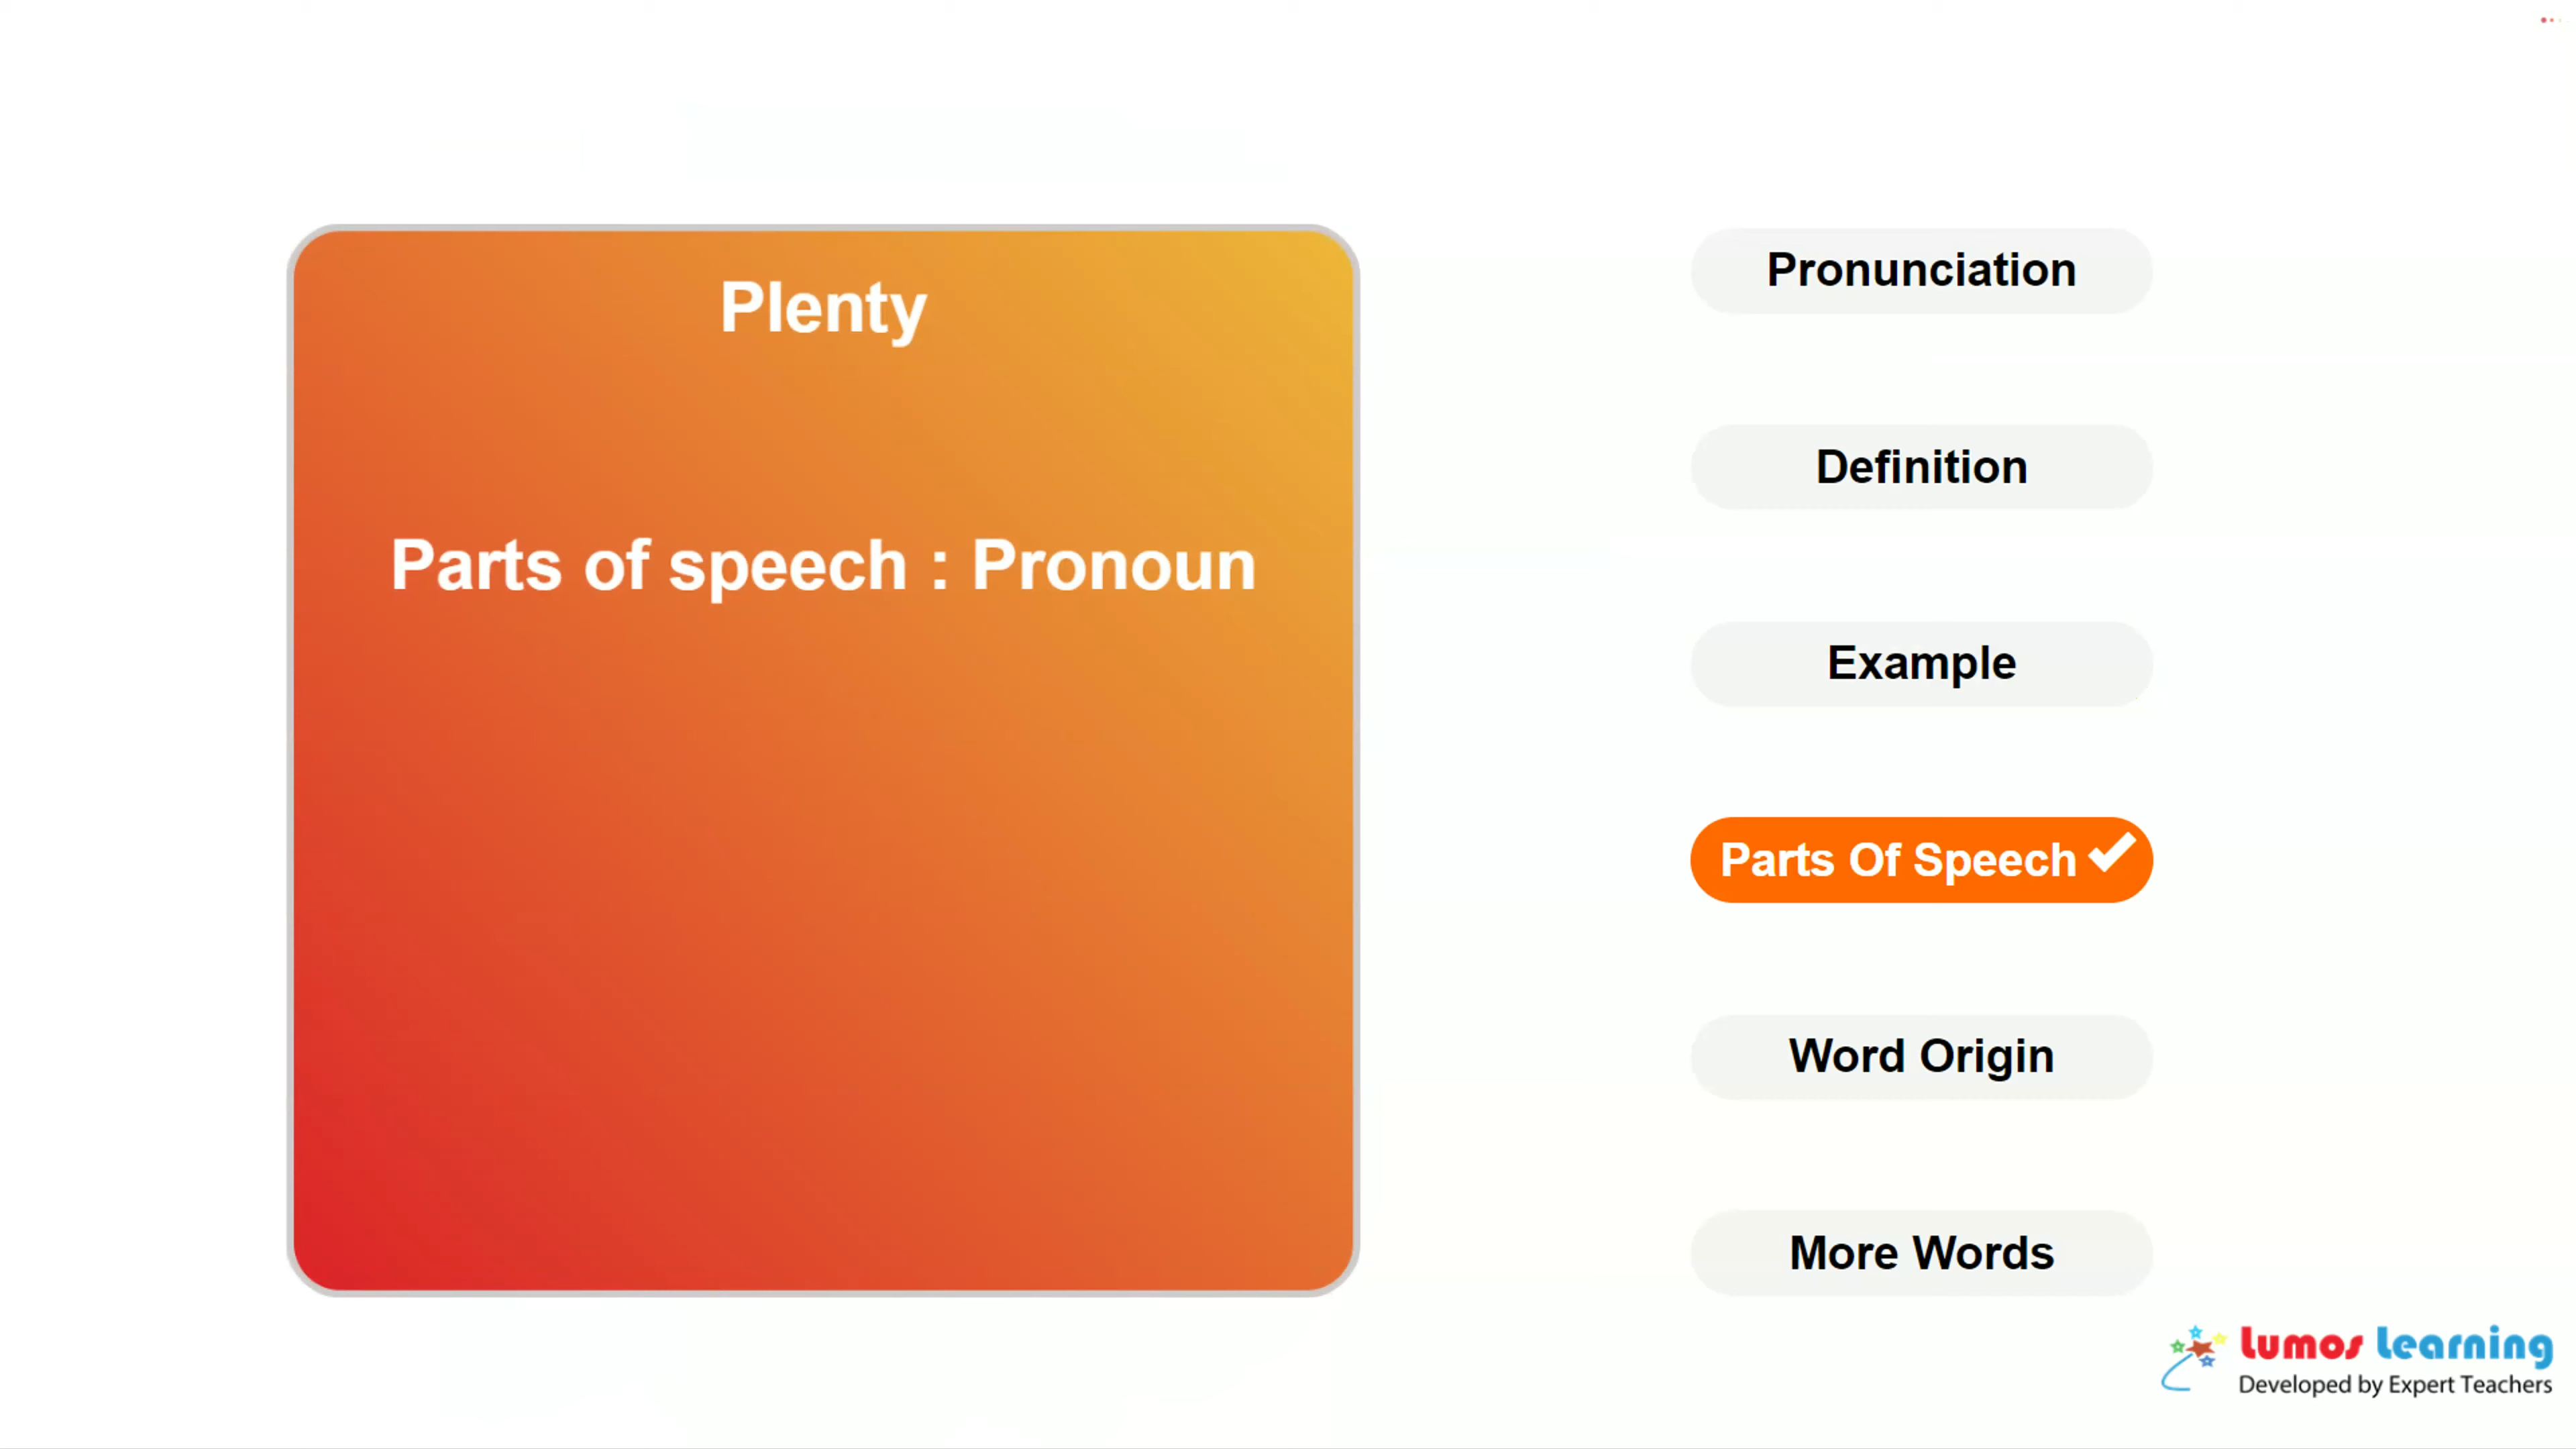 Plenty
Parts of speech : Pronoun
Pronunciation
Definition
Example
Parts Of Speech
Word Origin
More Words
Lumos Learning
Developed by Expert Teachers